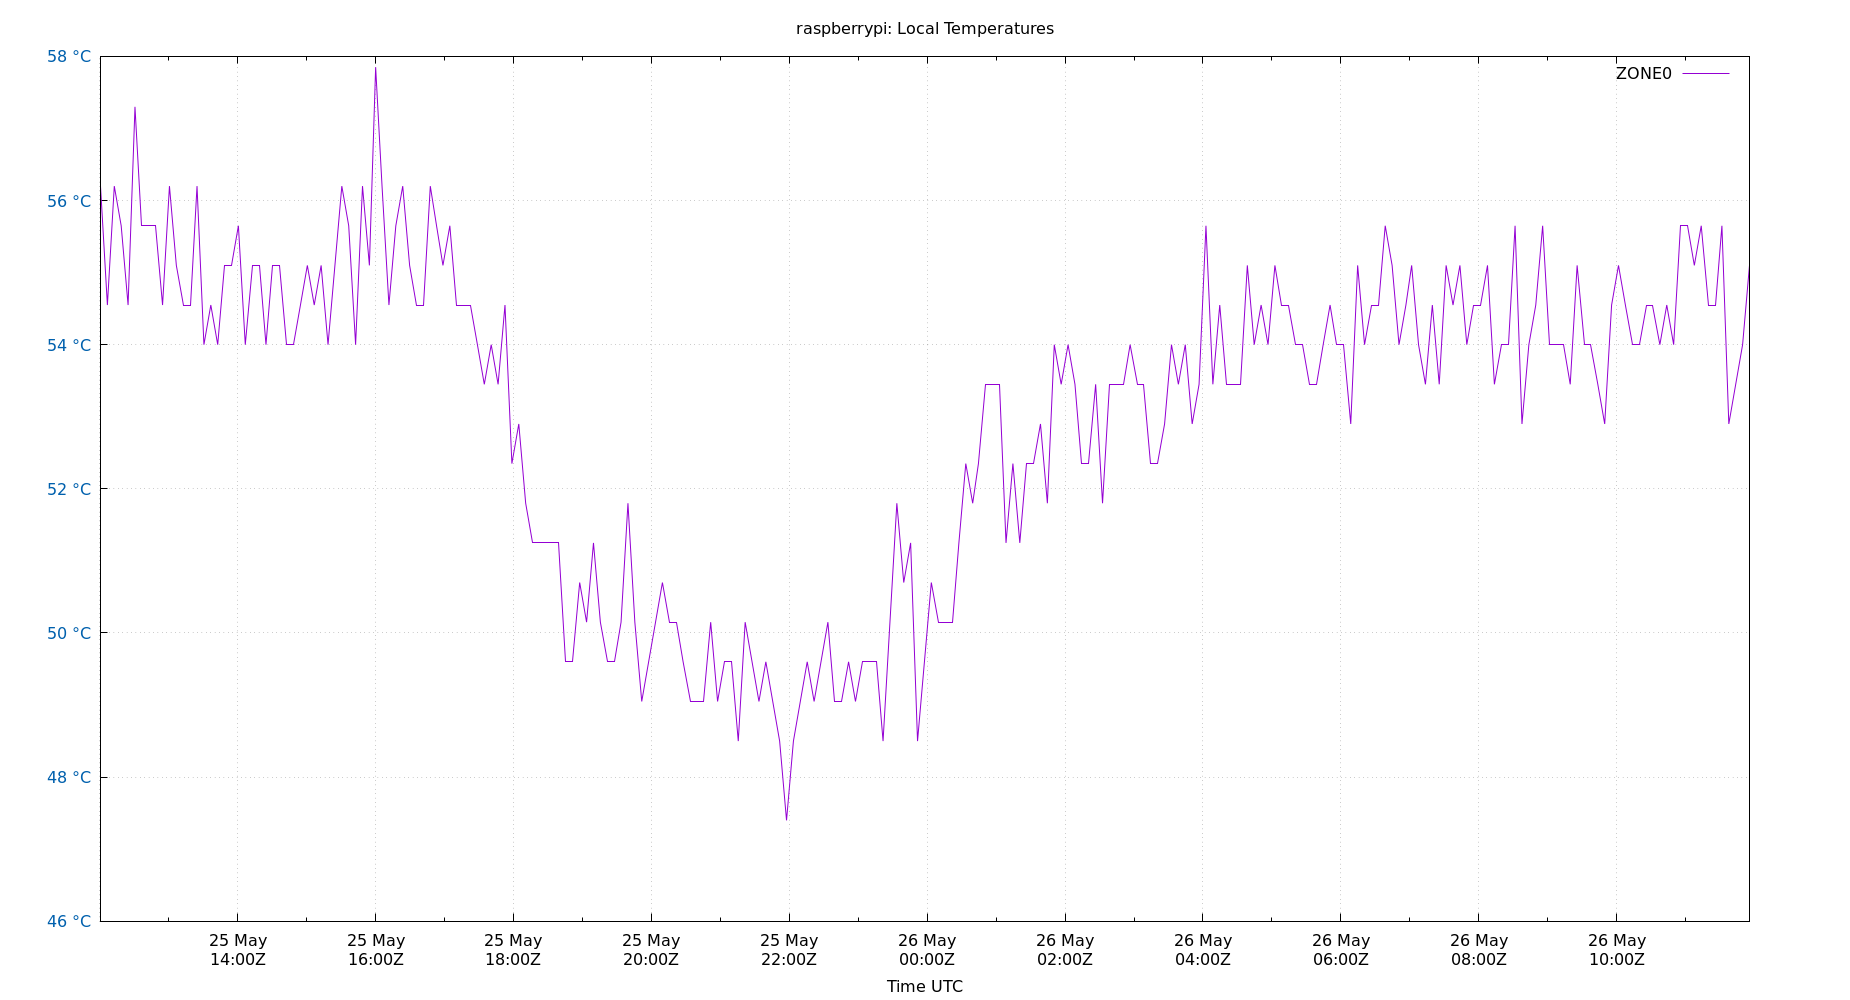 raspberrypi: Local Temperatures
58 °C
ZONE0
56 °C
54 °C
52 °C
50 °C
48 °C
46 °C
25 May 25 May 25 May 25 May 25 May 26 May 26 May 26 May 26 May 26 May 26 May
14:00Z 16:00Z 18:00Z 20:00Z 22:00Z 00:00Z 02:00Z 04:00Z 06:00Z 08:00Z 10:00Z
Time UTC